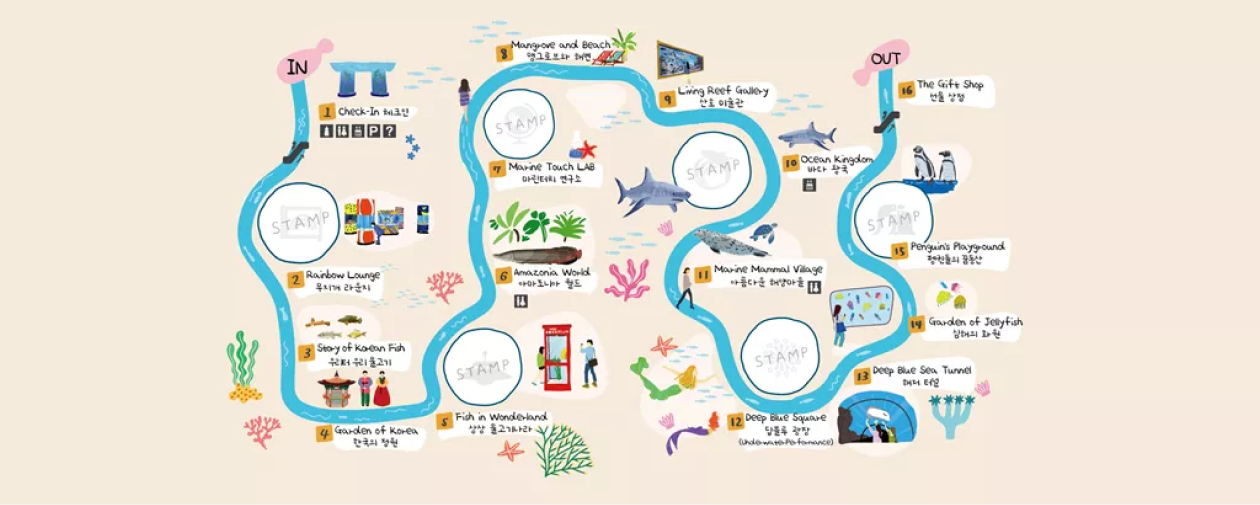 IN
1 Check-In 체크인
P ?
STAMP
2 Rainbow Lounge
무지개 라운지
3 Story of Korean Fish
우리터 우리 물고기
4 Garden of Korea
한국의 정원
5 Fish in Wonderland
상상 물고기나라
STAMP
6 Amazonia World
아마조니아 월드
7 Marine Touch LAB
마린터치 연구소
STAMP
8 Mangrove and Beach
맹그로브와 해변
9 Living Reef Gallery
산호 미술관
STAMP
10 Ocean Kingdom
바다 왕국
11 Marine Mammal Village
아름다운 해양마을
STAMP
12 Deep Blue Square
딥블루 광장
(Underwater Performance)
13 Deep Blue Sea Tunnel
해저 터널
14 Garden of Jellyfish
심해의 화원
15 Penguin's Playground
펭귄들의 꿈동산
STAMP
16 The Gift Shop
선물 상점
OUT